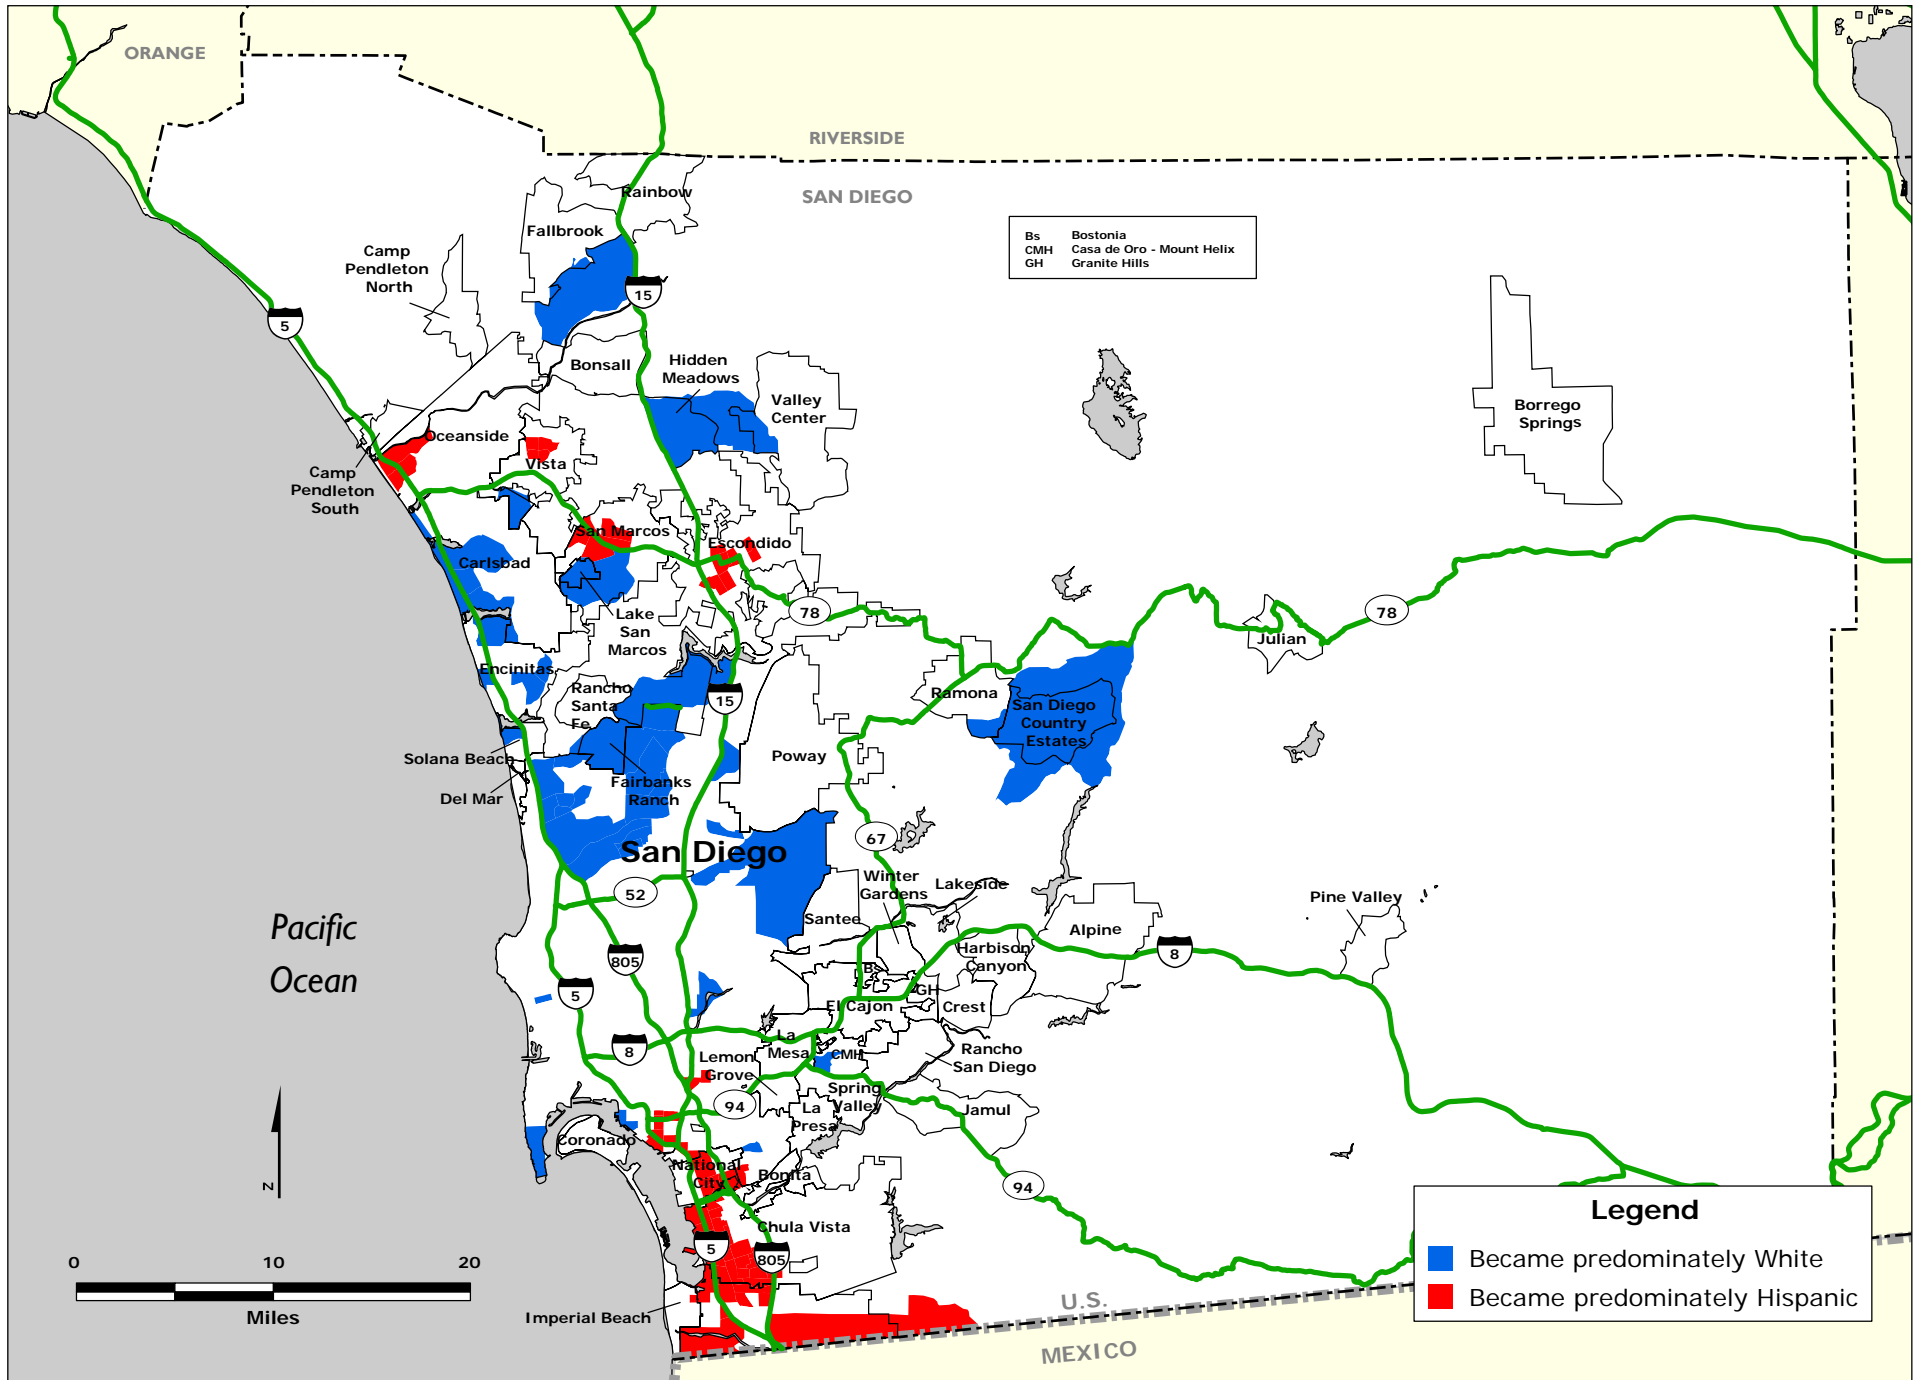 ORANGE
RIVERSIDE
SAN DIEGO
Rainbow
Fallbrook
Bs Bostonia
CMH Casa de Oro - Mount Helix
GH Granite Hills
Camp
Pendleton
North
15
5
Bonsall
Hidden
Meadows
Valley
Center
Borrego
Springs
Oceanside
Vista
Camp
Pendleton
South
San Marcos
Escondido
Carlsbad
78
78
Lake
San
Marcos
Julian
Encinitas
Rancho
Santa
Fe
15
Ramona
San Diego
Country
Estates
Solana Beach
Poway
Del Mar
Fairbanks
Ranch
67
San Diego
52
Winter
Gardens
Lakeside
Pine Valley
Santee
Alpine
Pacific
Ocean
805
Harbison
Canyon
8
Bs
5
GH
El Cajon
Crest
La
Mesa
8
CMH
Lemon
Grove
Rancho
San Diego
94
Spring
Valley
La
Presa
Jamul
Coronado
National
City
Bonita
94
N
Chula Vista
5
805
Imperial Beach
0 10 20
Miles
U.S.
MEXICO
Legend
Became predominately White
Became predominately Hispanic